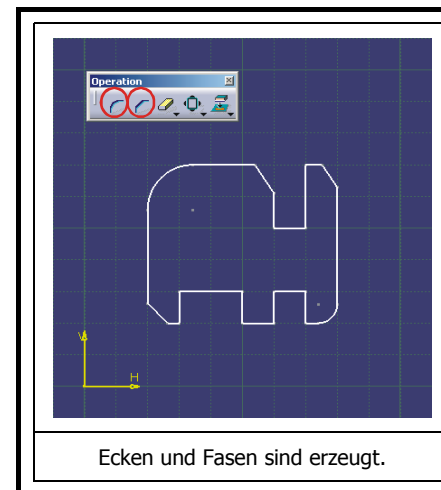 Operation
V
H
Ecken und Fasen sind erzeugt.